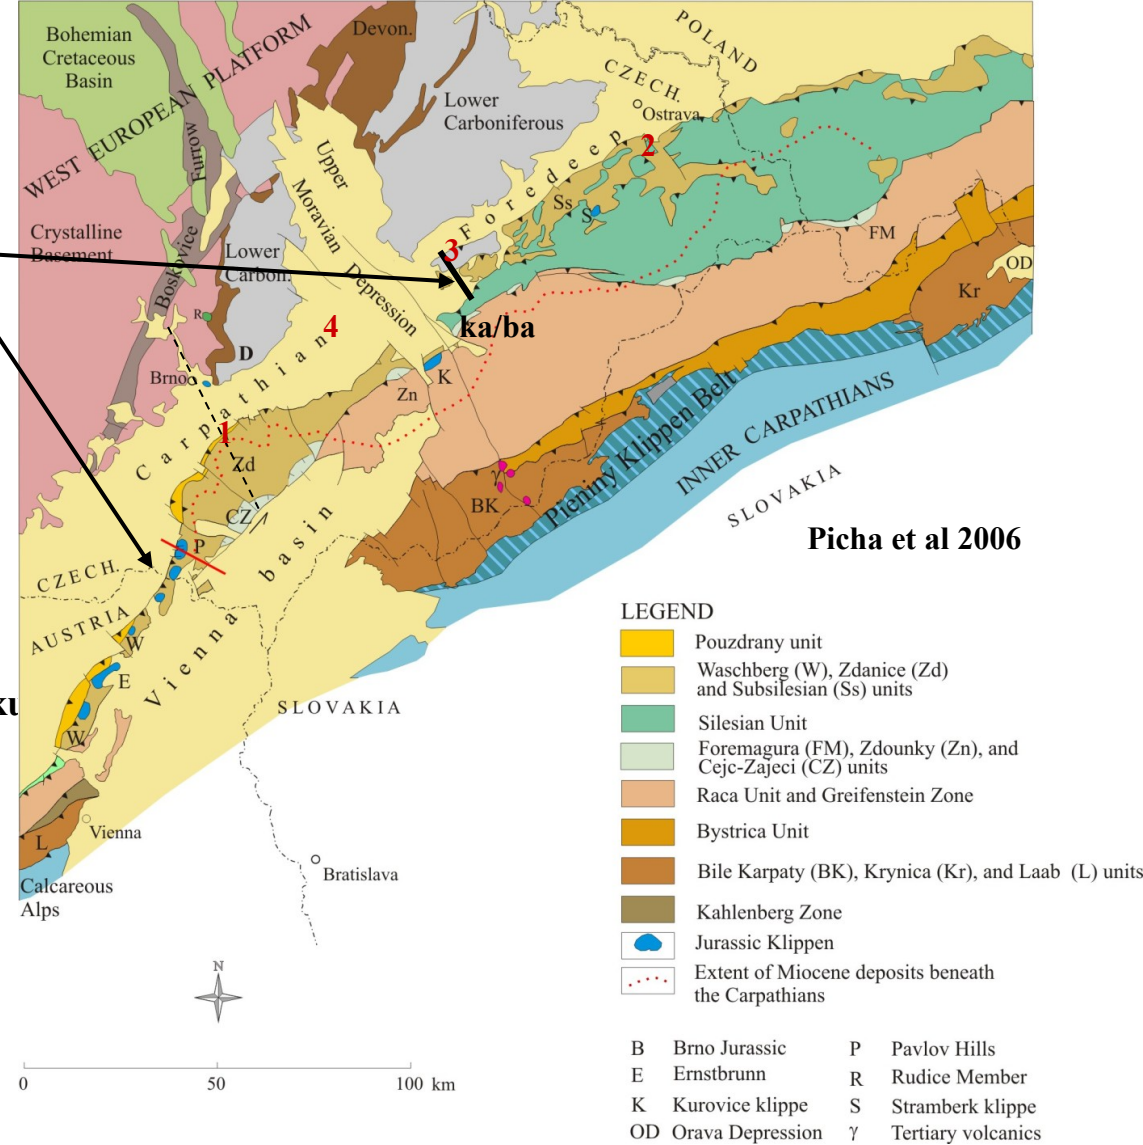 Bohemian
Cretaceous
Basin
WEST EUROPEAN PLATFORM
Devon.
POLAND
CZECH.
Ostrava
Lower
Carboniferous
Furrow
Boskovice
Upper
Moravian
Depression
Foredeep
2
Ss
S
Crystalline
Basement
Lower
Carbon.
3
FM
OD
Kr
R
D
4
ka/ba
Brno
Carpathian
K
Zn
1
Zd
CZ
γ
BK
Pieniny Klippen Belt
INNER CARPATHIANS
SLOVAKIA
P
CZECH.
AUSTRIA
Vienna basin
Picha et al 2006
W
E
SLOVAKIA
ku
W
Vienna
L
Bratislava
Calcareous
Alps
N
0 50 100 km
LEGEND
Pouzdrany unit
Waschberg (W), Zdanice (Zd)
and Subsilesian (Ss) units
Silesian Unit
Foremagura (FM), Zdounky (Zn), and
Cejc-Zajeci (CZ) units
Raca Unit and Greifenstein Zone
Bystrica Unit
Bile Karpaty (BK), Krynica (Kr), and Laab (L) units
Kahlenberg Zone
Jurassic Klippen
Extent of Miocene deposits beneath
the Carpathians
B Brno Jurassic P Pavlov Hills
E Ernstbrunn R Rudice Member
K Kurovice klippe S Stramberk klippe
OD Orava Depression γ Tertiary volcanics